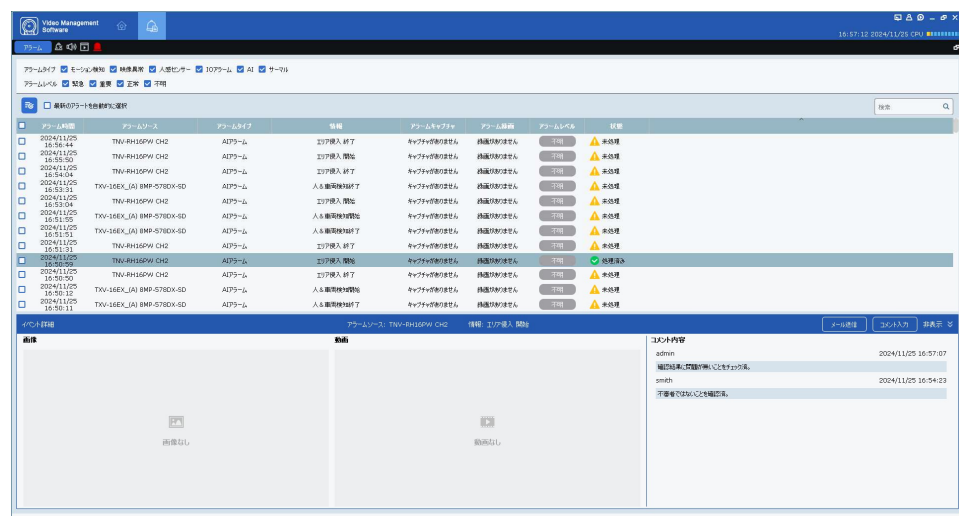 Video Management
Software
16:57:12 2024/11/25 CPU
アラーム
アラームタイプ モーション検知 映像異常 人感センサー IOアラーム AI サーマル
アラームレベル 緊急 重要 正常 不明
最新のアラートを自動的に選択
検索
アラーム時間 アラームソース アラームタイプ 情報 アラームキャプチャ アラーム録画 アラームレベル 状態
2024/11/25 16:56:44 TNV-RH16PW CH2 AIアラーム エリア侵入 終了 キャプチャがありません 録画がありません 不明 未処理
2024/11/25 16:55:50 TNV-RH16PW CH2 AIアラーム エリア侵入 開始 キャプチャがありません 録画がありません 不明 未処理
2024/11/25 16:54:04 TNV-RH16PW CH2 AIアラーム エリア侵入 終了 キャプチャがありません 録画がありません 不明 未処理
2024/11/25 16:53:31 TXV-16EX_(A) 8MP-578DX-SD AIアラーム 人&車両検知終了 キャプチャがありません 録画がありません 不明 未処理
2024/11/25 16:53:04 TNV-RH16PW CH2 AIアラーム エリア侵入 開始 キャプチャがありません 録画がありません 不明 未処理
2024/11/25 16:51:55 TXV-16EX_(A) 8MP-578DX-SD AIアラーム 人&車両検知開始 キャプチャがありません 録画がありません 不明 未処理
2024/11/25 16:51:51 TXV-16EX_(A) 8MP-578DX-SD AIアラーム 人&車両検知終了 キャプチャがありません 録画がありません 不明 未処理
2024/11/25 16:51:31 TNV-RH16PW CH2 AIアラーム エリア侵入 終了 キャプチャがありません 録画がありません 不明 未処理
2024/11/25 16:50:59 TNV-RH16PW CH2 AIアラーム エリア侵入 開始 キャプチャがありません 録画がありません 不明 処理済み
2024/11/25 16:50:50 TNV-RH16PW CH2 AIアラーム エリア侵入 終了 キャプチャがありません 録画がありません 不明 未処理
2024/11/25 16:50:12 TXV-16EX_(A) 8MP-578DX-SD AIアラーム 人&車両検知開始 キャプチャがありません 録画がありません 不明 未処理
2024/11/25 16:50:11 TXV-16EX_(A) 8MP-578DX-SD AIアラーム 人&車両検知終了 キャプチャがありません 録画がありません 不明 未処理
イベント詳細 アラームソース: TNV-RH16PW CH2 情報: エリア侵入 開始 メール送信 コメント入力 非表示
画像 動画 コメント内容
admin 2024/11/25 16:57:07
確認結果に問題が無いことをチェック済。
smith 2024/11/25 16:54:23
不審者ではないことを確認済。
画像なし 動画なし